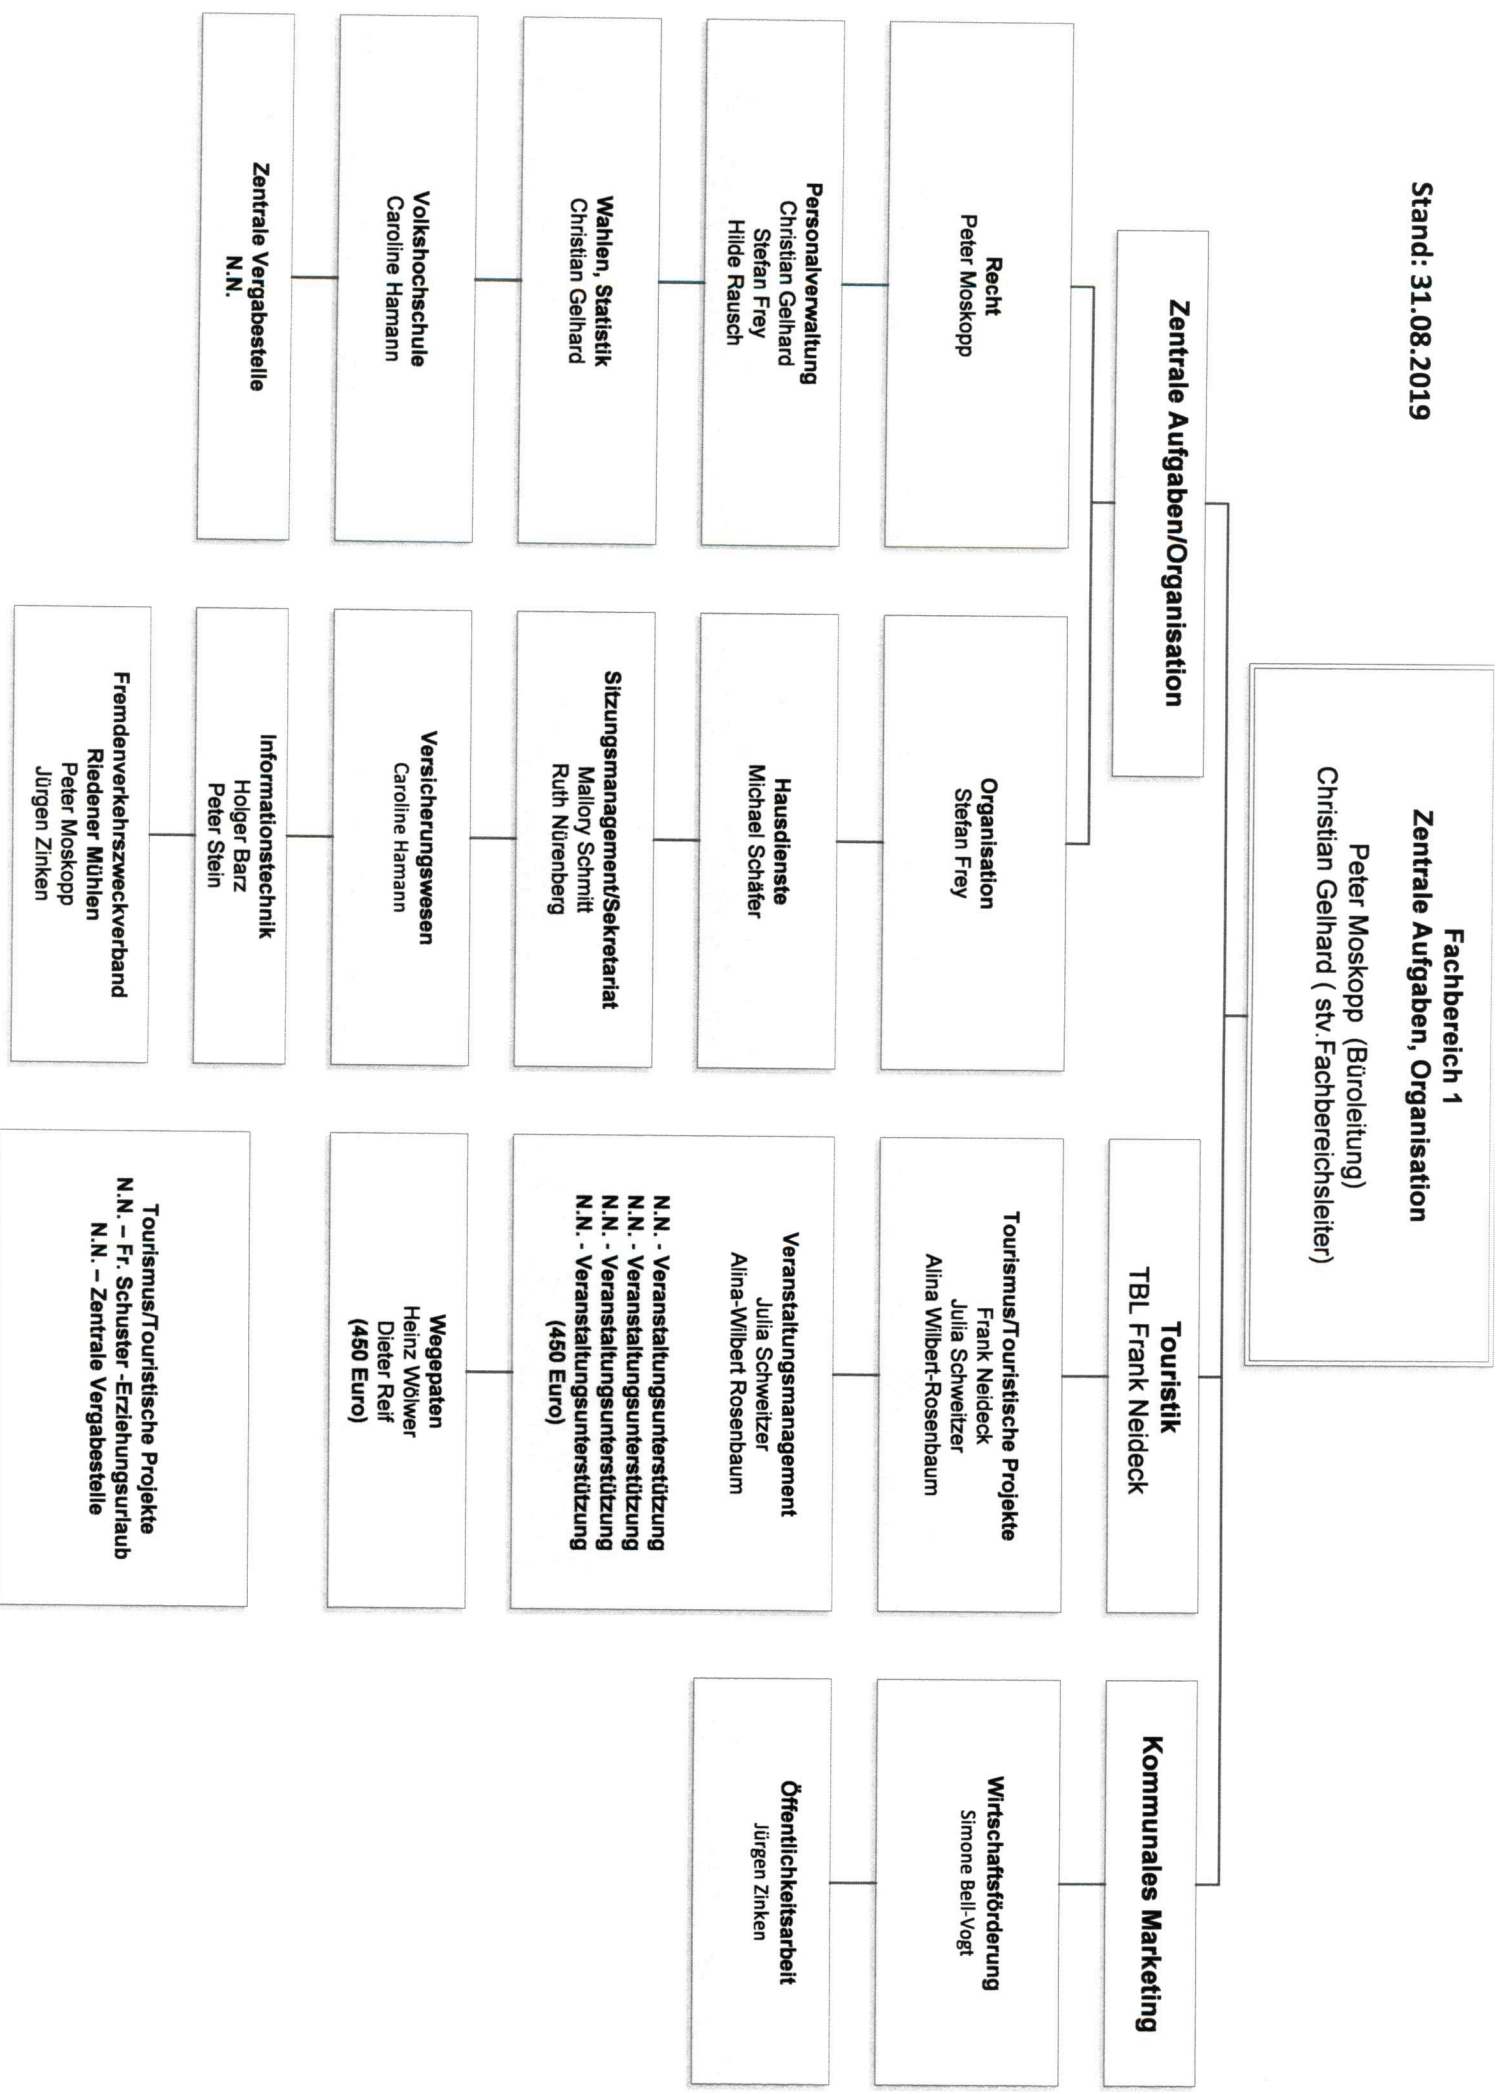 Stand: 31.08.2019
Fachbereich 1
Zentrale Aufgaben, Organisation
Peter Moskopp (Büroleitung)
Christian Gelhard ( stv.Fachbereichsleiter)
Zentrale Aufgaben/Organisation
Recht
Peter Moskopp
Personalverwaltung
Christian Gelhard
Stefan Frey
Hilde Rausch
Wahlen, Statistik
Christian Gelhard
Volkshochschule
Caroline Hamann
Zentrale Vergabestelle
N.N.
Organisation
Stefan Frey
Hausdienste
Michael Schäfer
Sitzungsmanagement/Sekretariat
Mallory Schmitt
Ruth Nürenberg
Versicherungswesen
Caroline Hamann
Informationstechnik
Holger Barz
Peter Stein
Fremdenverkehrszweckverband
Riedener Mühlen
Peter Moskopp
Jürgen Zinken
Touristik
TBL Frank Neideck
Tourismus/Touristische Projekte
Frank Neideck
Julia Schweitzer
Alina Wilbert-Rosenbaum
Veranstaltungsmanagement
Julia Schweitzer
Alina-Wilbert Rosenbaum
N.N. - Veranstaltungsunterstützung
N.N. - Veranstaltungsunterstützung
N.N. - Veranstaltungsunterstützung
N.N. - Veranstaltungsunterstützung
(450 Euro)
Wegepaten
Heinz Wölwer
Dieter Reif
(450 Euro)
Tourismus/Touristische Projekte
N.N. – Fr. Schuster -Erziehungsurlaub
N.N. – Zentrale Vergabestelle
Kommunales Marketing
Wirtschaftsförderung
Simone Bell-Vogt
Öffentlichkeitsarbeit
Jürgen Zinken